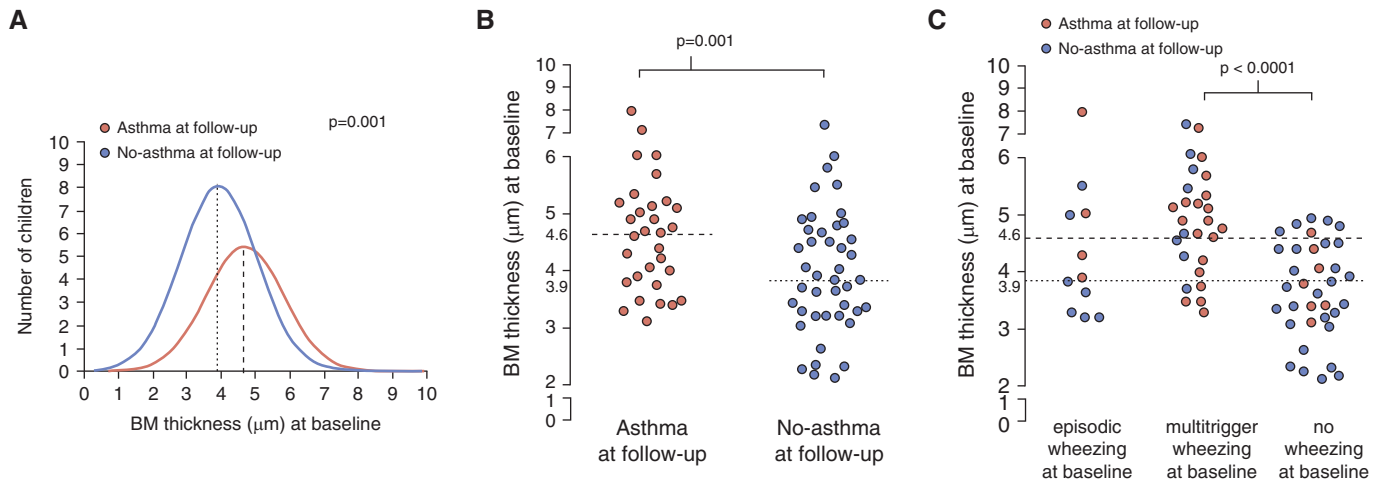 A
p=0.001
Asthma at follow-up
No-asthma at follow-up
Number of children
10
9
8
7
6
5
4
3
2
1
0
0 1 2 3 4 5 6 7 8 9 10
BM thickness (μm) at baseline
B
p=0.001
BM thickness (μm) at baseline
10
9
8
7
6
5
4.6
4
3.9
3
2
1
0
Asthma
at follow-up
No-asthma
at follow-up
C
Asthma at follow-up
No-asthma at follow-up
p < 0.0001
BM thickness (μm) at baseline
10
9
8
7
6
5
4.6
4
3.9
3
2
1
0
episodic
wheezing
at baseline
multitrigger
wheezing
at baseline
no
wheezing
at baseline